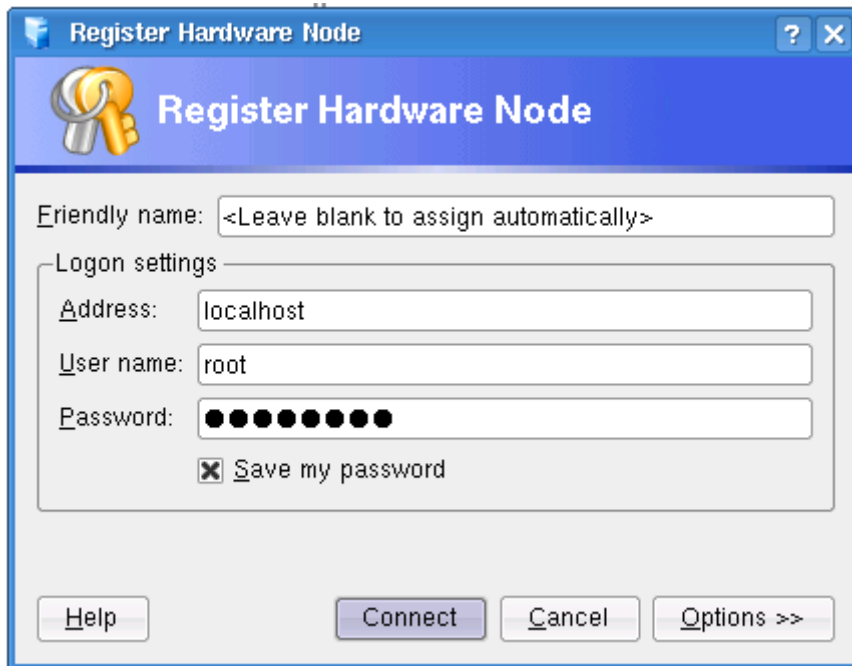 Register Hardware Node
Register Hardware Node
Friendly name: <Leave blank to assign automatically>
Logon settings
Address: localhost
User name: root
Password: ●●●●●●●●
Save my password
Help Connect Cancel Options >>